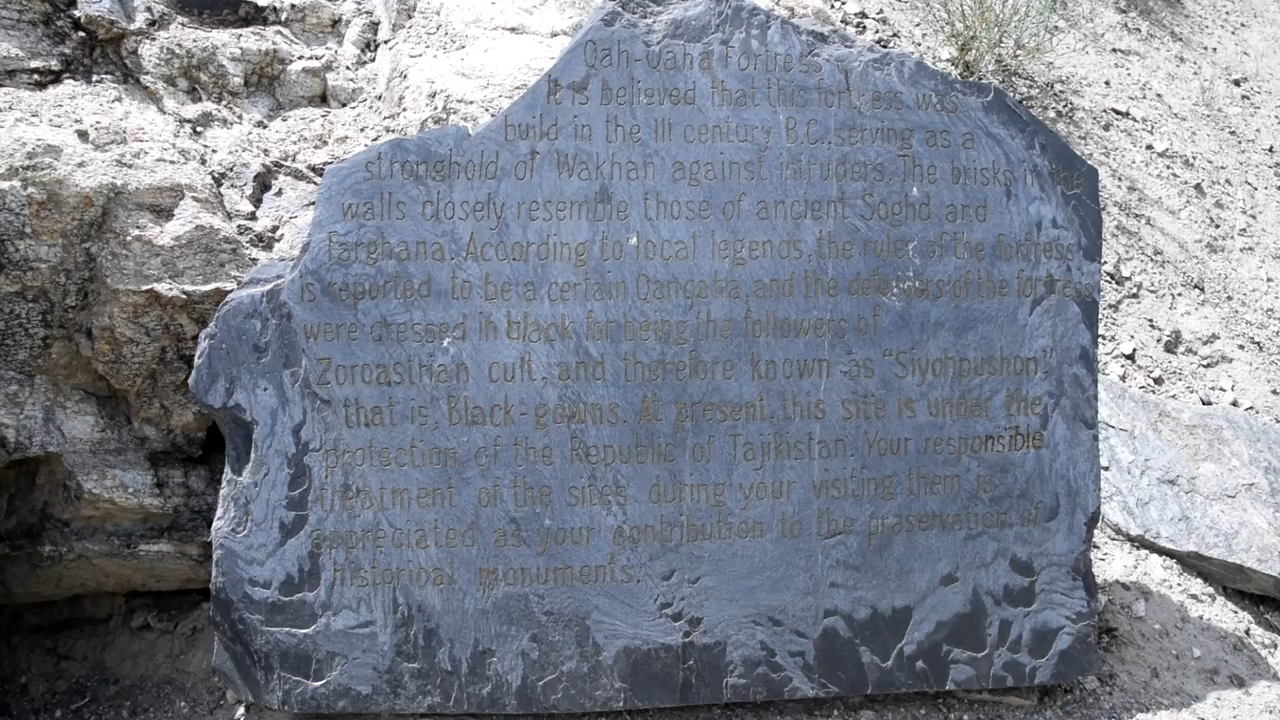 Qah-Qaha Fortress
It is believed that this fortress was
build in the III century B.C., serving as a
stronghold of Wakhan against intruders. The brisks in the
walls closely resemble those of ancient Soghd and
Farghana. Acoording to local legends, the ruler of the fortress
is reported to be a certain Qahqaha, and the defenders of the fortress
were dressed in black for being the followers of
Zoroastrian cult, and therefore known as "Siyohpushon,"
that is, Black-gowns. At present, this site is under the
protection of the Republic of Tajikistan. Your responsible
treatment of the sites during your visiting them is
appreciated as your contribution to the praservation of
historical monuments.